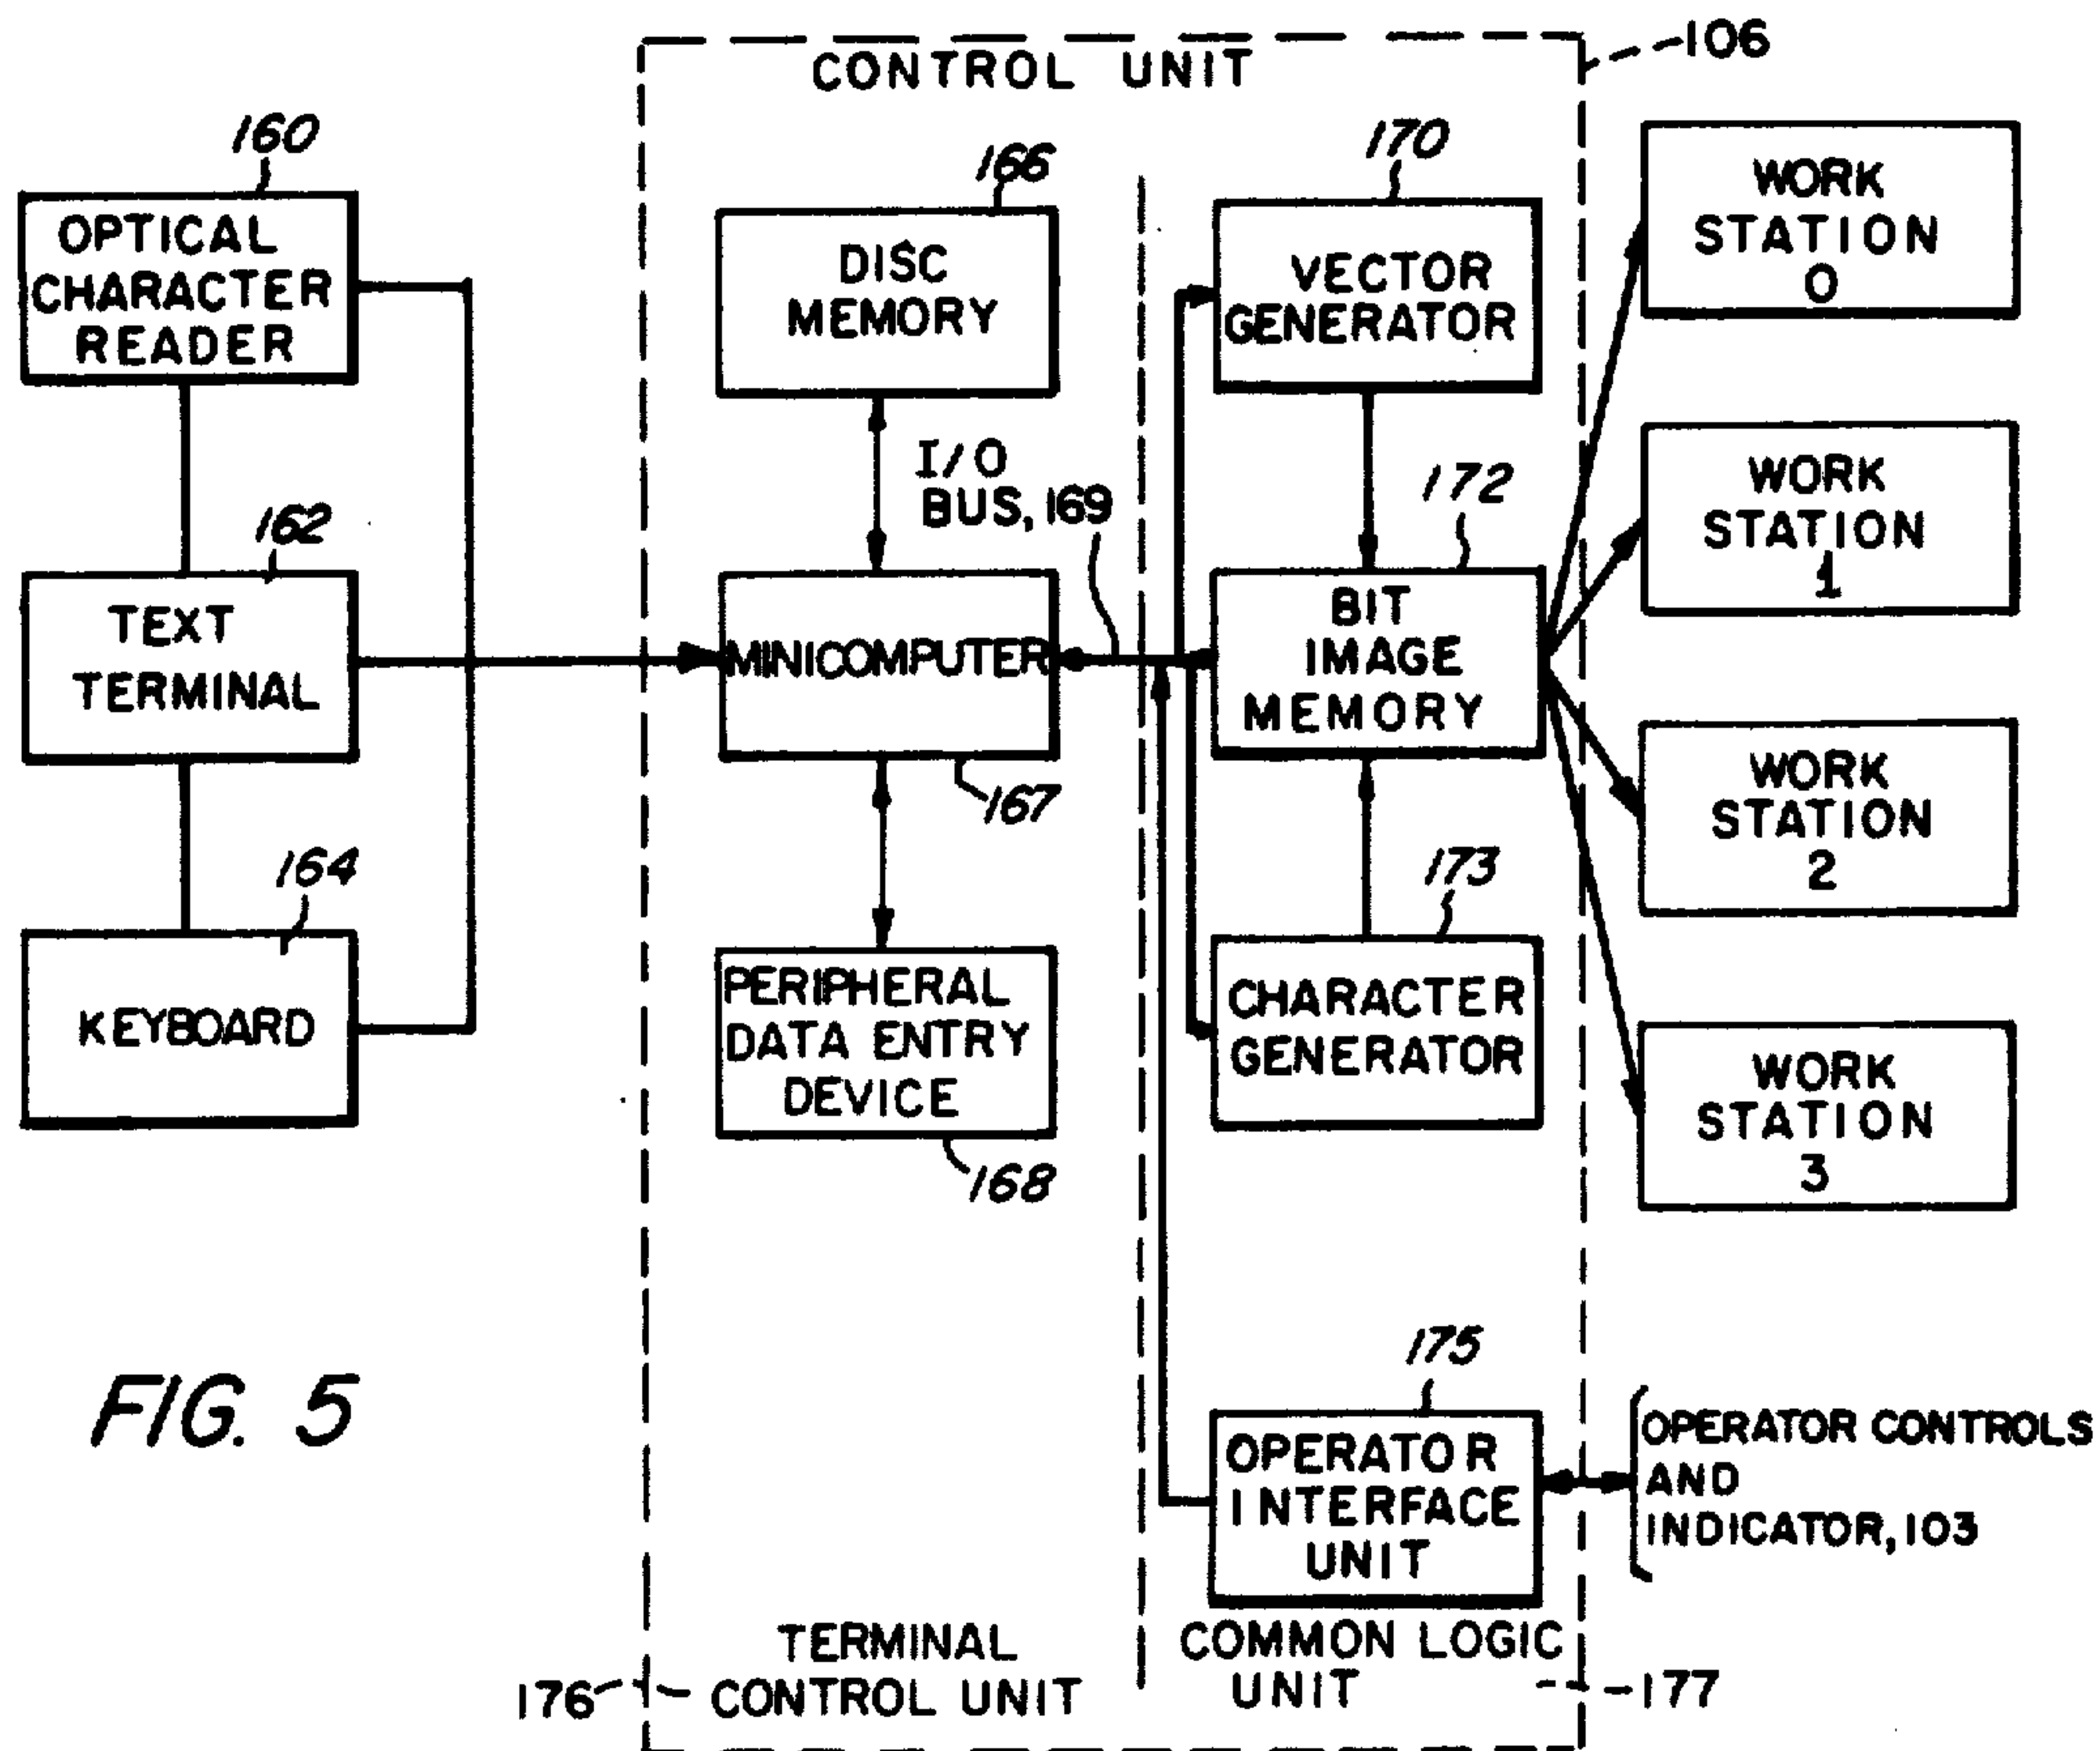 CONTROL UNIT
106
160
OPTICAL
CHARACTER
READER
162
TEXT
TERMINAL
164
KEYBOARD
166
DISC
MEMORY
I/O
BUS, 169
MINICOMPUTER
167
PERIPHERAL
DATA ENTRY
DEVICE
168
170
VECTOR
GENERATOR
172
BIT
IMAGE
MEMORY
173
CHARACTER
GENERATOR
175
OPERATOR
INTERFACE
UNIT
WORK
STATION
0
WORK
STATION
1
WORK
STATION
2
WORK
STATION
3
OPERATOR CONTROLS
AND
INDICATOR, 103
TERMINAL
CONTROL UNIT
176
COMMON LOGIC
UNIT
177
FIG. 5